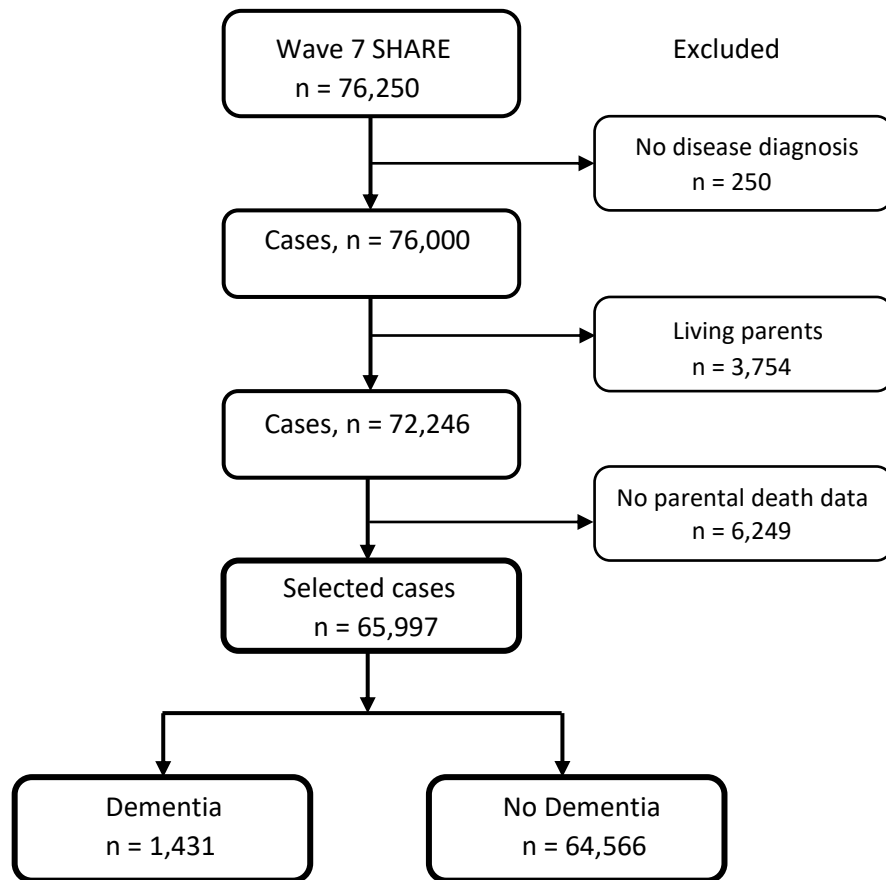 Wave 7 SHARE
n = 76,250
Excluded
No disease diagnosis
n = 250
Cases, n = 76,000
Living parents
n = 3,754
Cases, n = 72,246
No parental death data
n = 6,249
Selected cases
n = 65,997
Dementia
n = 1,431
No Dementia
n = 64,566